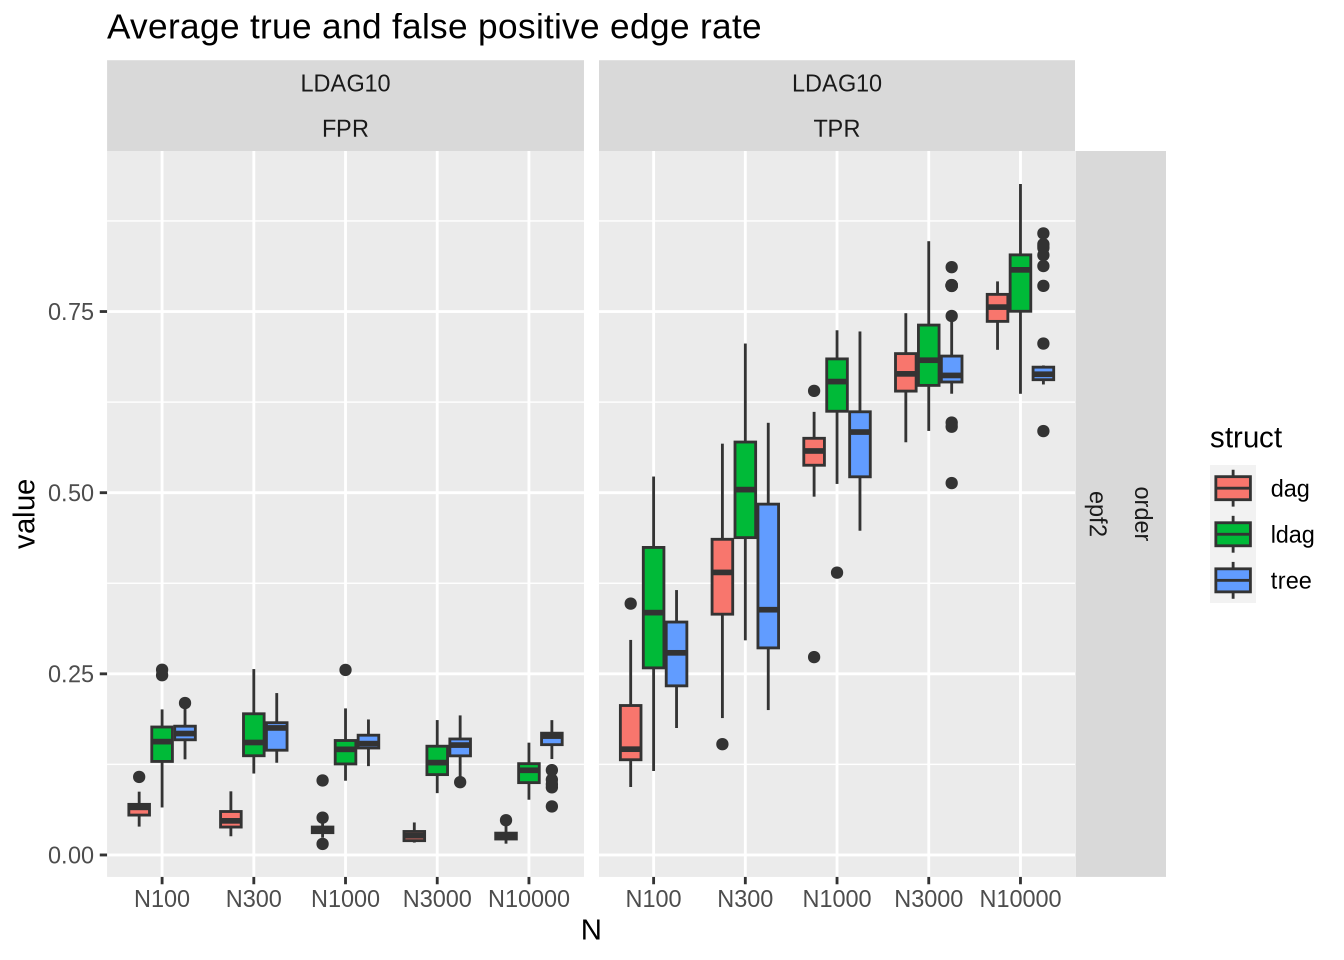 Average true and false positive edge rate
LDAG10
FPR
LDAG10
TPR
value
0.75
0.50
0.25
0.00
N100 N300 N1000 N3000 N10000
N100 N300 N1000 N3000 N10000
N
epf2
order
struct
dag
ldag
tree